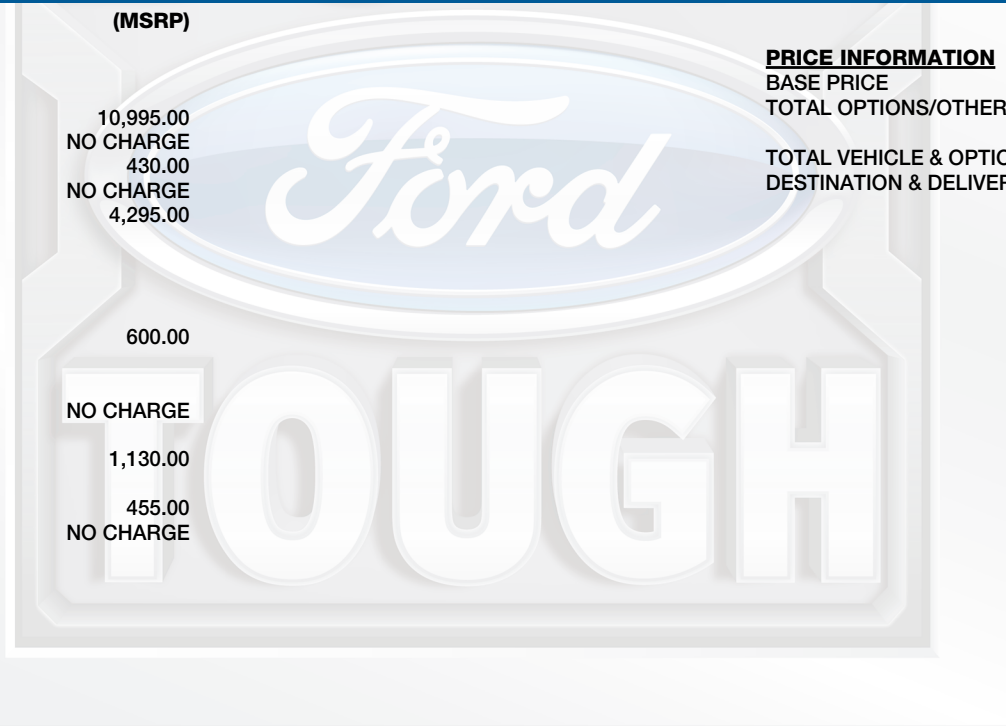 (MSRP)
10,995.00
NO CHARGE
430.00
NO CHARGE
4,295.00
600.00
NO CHARGE
1,130.00
455.00
NO CHARGE
PRICE INFORMATION
BASE PRICE
TOTAL OPTIONS/OTHER
TOTAL VEHICLE & OPTIO
DESTINATION & DELIVER
Ford
TOUGH